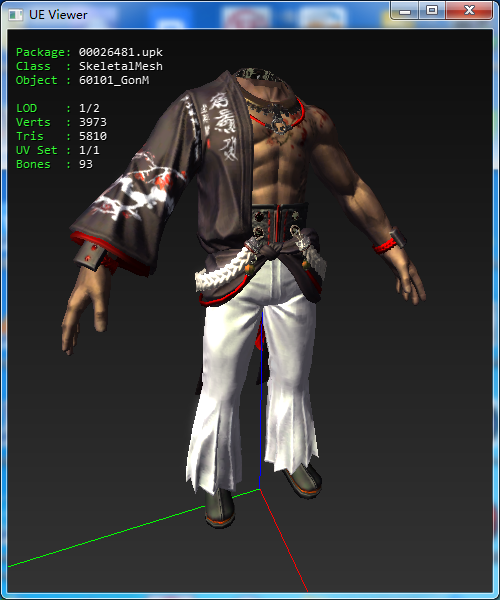 UE Viewer
Package: 00026481.upk
Class : SkeletalMesh
Object : 60101_GonM
LOD : 1/2
Verts : 3973
Tris : 5810
UV Set : 1/1
Bones : 93